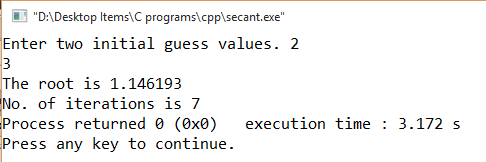 "D:\Desktop Items\C programs\cpp\secant.exe"
Enter two initial guess values. 2
3
The root is 1.146193
No. of iterations is 7
Process returned 0 (0x0)   execution time : 3.172 s
Press any key to continue.